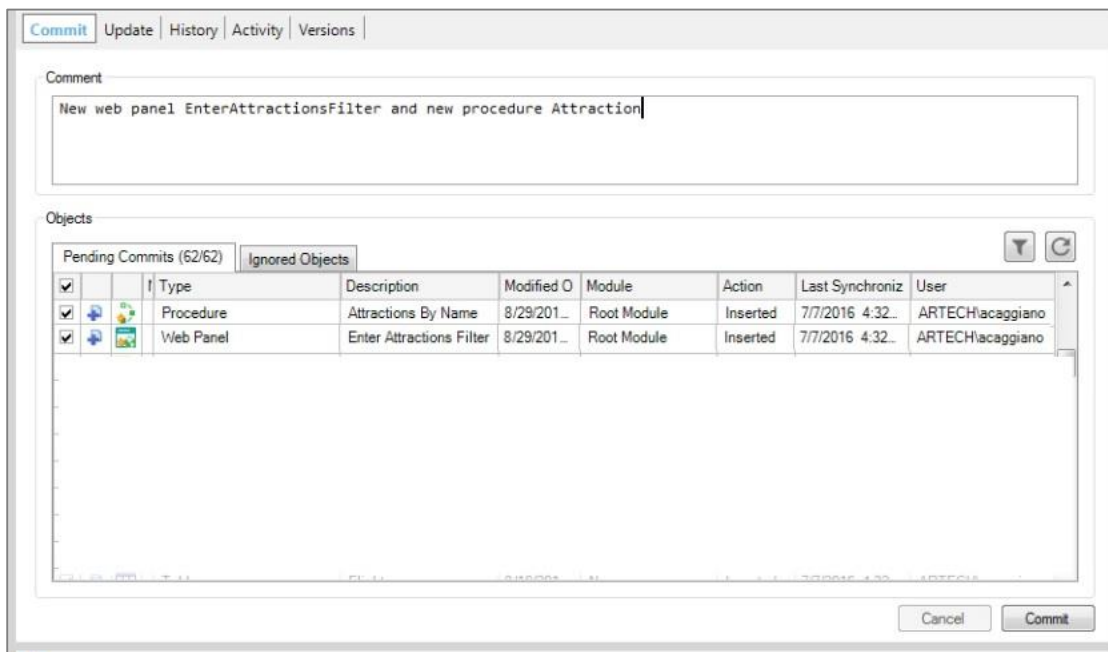 Commit Update History Activity Versions
Comment
New web panel EnterAttractionsFilter and new procedure Attraction
Objects
Pending Commits (62/62) Ignored Objects
Type Description Modified O Module Action Last Synchroniz User
Procedure Attractions By Name 8/29/201... Root Module Inserted 7/7/2016 4:32... ARTECH\acaggiano
Web Panel Enter Attractions Filter 8/29/201... Root Module Inserted 7/7/2016 4:32... ARTECH\acaggiano
Cancel Commit